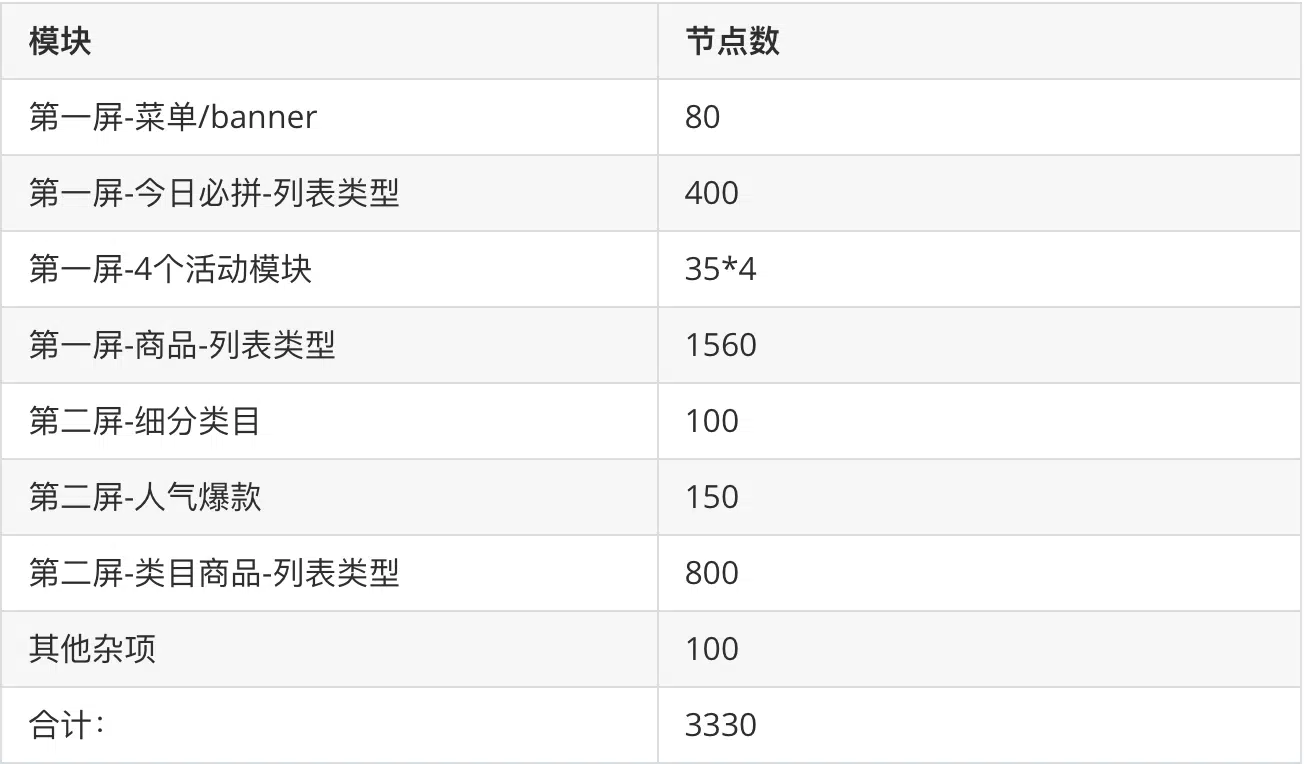 模块 节点数
第一屏-菜单/banner 80
第一屏-今日必拼-列表类型 400
第一屏-4个活动模块 35*4
第一屏-商品-列表类型 1560
第二屏-细分类目 100
第二屏-人气爆款 150
第二屏-类目商品-列表类型 800
其他杂项 100
合计： 3330